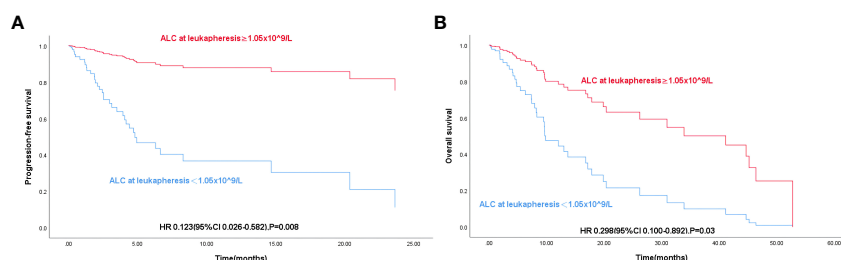 A
ALC at leukapheresis≥1.05x10^9/L
Progression-free survival
1.0
0.8
0.6
0.4
0.2
0.0
ALC at leukapheresis<1.05x10^9/L
HR 0.123(95%CI 0.026-0.582),P=0.008
.00 5.00 10.00 15.00 20.00 25.00
Time(months)
B
ALC at leukapheresis≥1.05x10^9/L
Overall survival
1.0
0.8
0.6
0.4
0.2
0.0
ALC at leukapheresis<1.05x10^9/L
HR 0.298(95%CI 0.100-0.892),P=0.03
.00 10.00 20.00 30.00 40.00 50.00 60.00
Time(months)